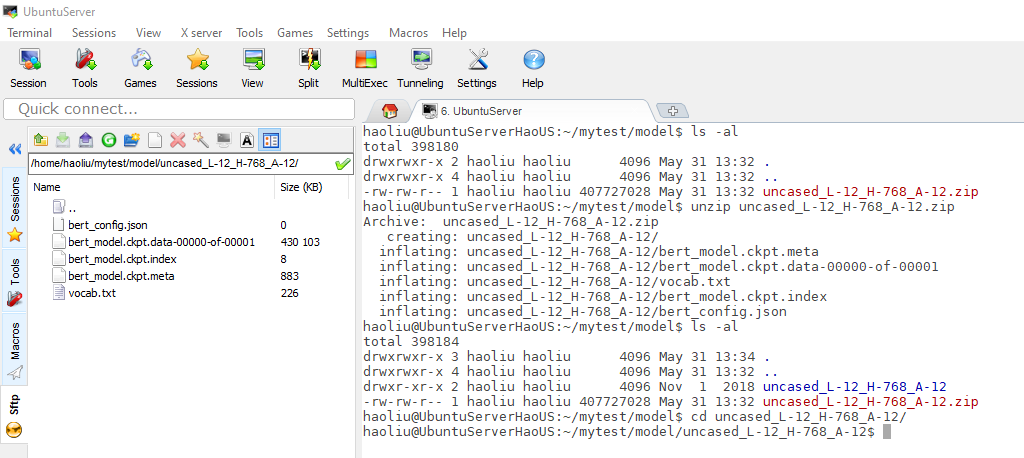 UbuntuServer
Terminal Sessions View X server Tools Games Settings Macros Help
Session Tools Games Sessions View Split MultiExec Tunneling Settings Help
Quick connect...
6. UbuntuServer
Sessions
Tools
Macros
Sftp
/home/haoliu/mytest/model/uncased_L-12_H-768_A-12/
Name Size (KB)
..
bert_config.json 0
bert_model.ckpt.data-00000-of-00001 430 103
bert_model.ckpt.index 8
bert_model.ckpt.meta 883
vocab.txt 226
haoliu@UbuntuServerHaoUS:~/mytest/model$ ls -al
total 398180
drwxrwxr-x 2 haoliu haoliu      4096 May 31 13:32 .
drwxrwxr-x 4 haoliu haoliu      4096 May 31 13:32 ..
-rw-rw-r-- 1 haoliu haoliu 407727028 May 31 13:32 uncased_L-12_H-768_A-12.zip
haoliu@UbuntuServerHaoUS:~/mytest/model$ unzip uncased_L-12_H-768_A-12.zip
Archive:  uncased_L-12_H-768_A-12.zip
   creating: uncased_L-12_H-768_A-12/
  inflating: uncased_L-12_H-768_A-12/bert_model.ckpt.meta
  inflating: uncased_L-12_H-768_A-12/bert_model.ckpt.data-00000-of-00001
  inflating: uncased_L-12_H-768_A-12/vocab.txt
  inflating: uncased_L-12_H-768_A-12/bert_model.ckpt.index
  inflating: uncased_L-12_H-768_A-12/bert_config.json
haoliu@UbuntuServerHaoUS:~/mytest/model$ ls -al
total 398184
drwxrwxr-x 3 haoliu haoliu      4096 May 31 13:34 .
drwxrwxr-x 4 haoliu haoliu      4096 May 31 13:32 ..
drwxr-xr-x 2 haoliu haoliu      4096 Nov  1  2018 uncased_L-12_H-768_A-12
-rw-rw-r-- 1 haoliu haoliu 407727028 May 31 13:32 uncased_L-12_H-768_A-12.zip
haoliu@UbuntuServerHaoUS:~/mytest/model$ cd uncased_L-12_H-768_A-12/
haoliu@UbuntuServerHaoUS:~/mytest/model/uncased_L-12_H-768_A-12$